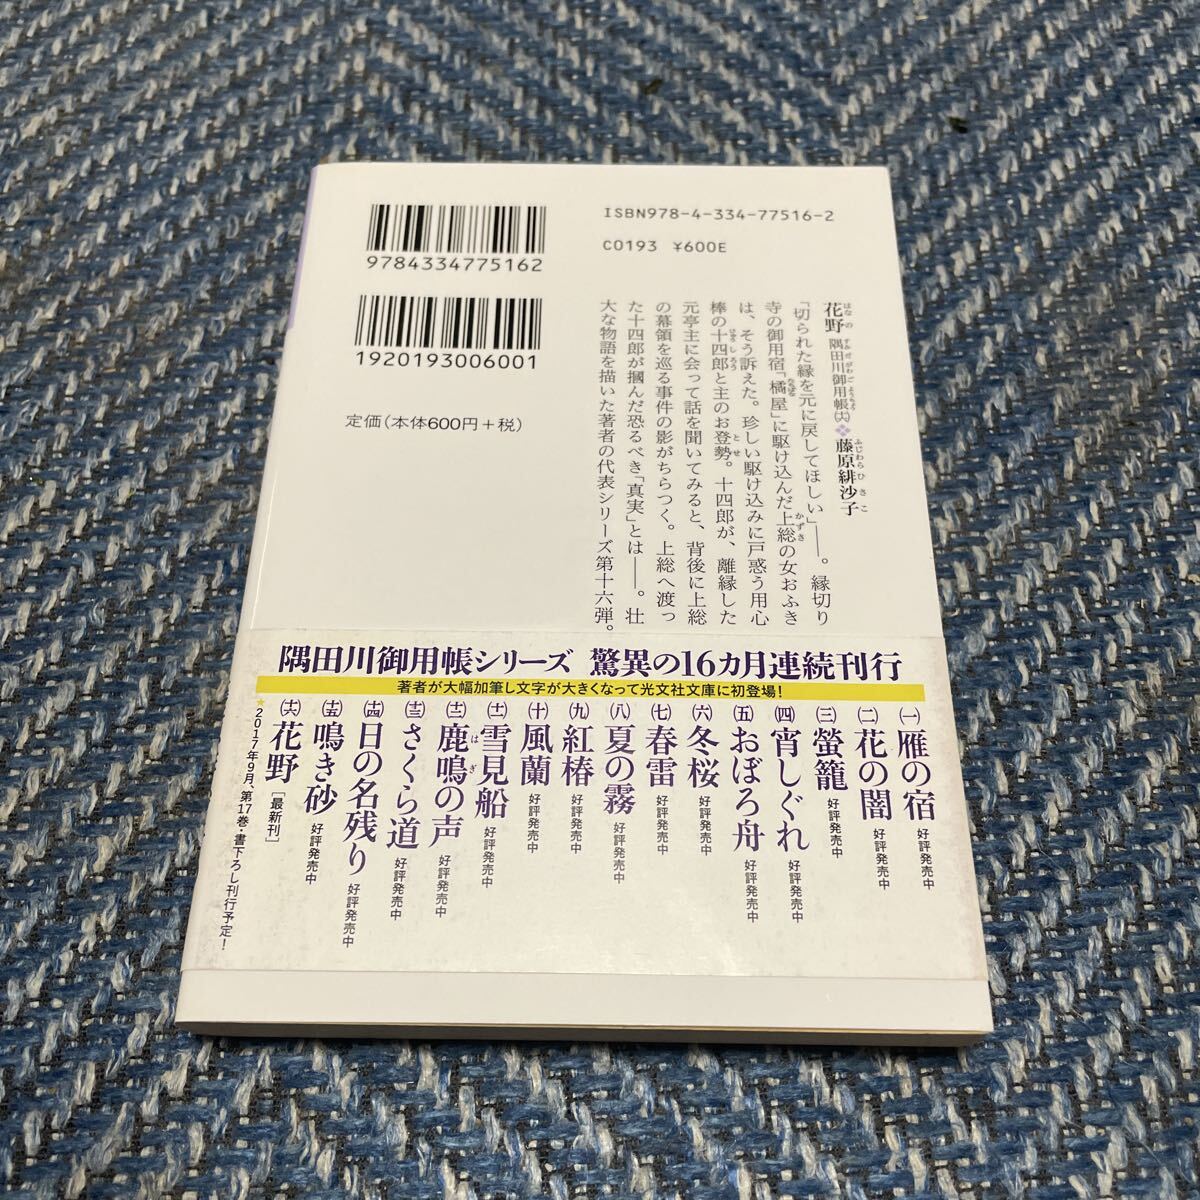 9784334775162
1920193006001
定価(本体600円+税)
ISBN978-4-334-77516-2
C0193 ¥600E
花野 隅田川御用帳(十六)❖藤原緋沙子
「切られた縁を元に戻してほしい」――。縁切り
寺の御用宿「橘屋」に駆け込んだ上総の女おふき
は、そう訴えた。珍しい駆け込みに戸惑う用心
棒の十四郎と主のお登勢。十四郎が、離縁した
元亭主に会って話を聞いてみると、背後に上総
の幕領を巡る事件の影がちらつく。上総へ渡っ
た十四郎が摑んだ恐るべき「真実」とは――。壮
大な物語を描いた著者の代表シリーズ第十六弾。
隅田川御用帳シリーズ 驚異の16カ月連続刊行
著者が大幅加筆し文字が大きくなって光文社文庫に初登場!
(一)雁の宿 好評発売中
(二)花の闇 好評発売中
(三)螢籠 好評発売中
(四)宵しぐれ 好評発売中
(五)おぼろ舟 好評発売中
(六)冬桜 好評発売中
(七)春雷 好評発売中
(八)夏の霧 好評発売中
(九)紅椿 好評発売中
(十)風蘭 好評発売中
(十一)雪見船 好評発売中
(十二)鹿鳴の声 好評発売中
(十三)さくら道 好評発売中
(十四)日の名残り 好評発売中
(十五)鳴き砂 好評発売中
(十六)花野 [最新刊]
★2017年9月、第17巻・書下ろし刊行予定!